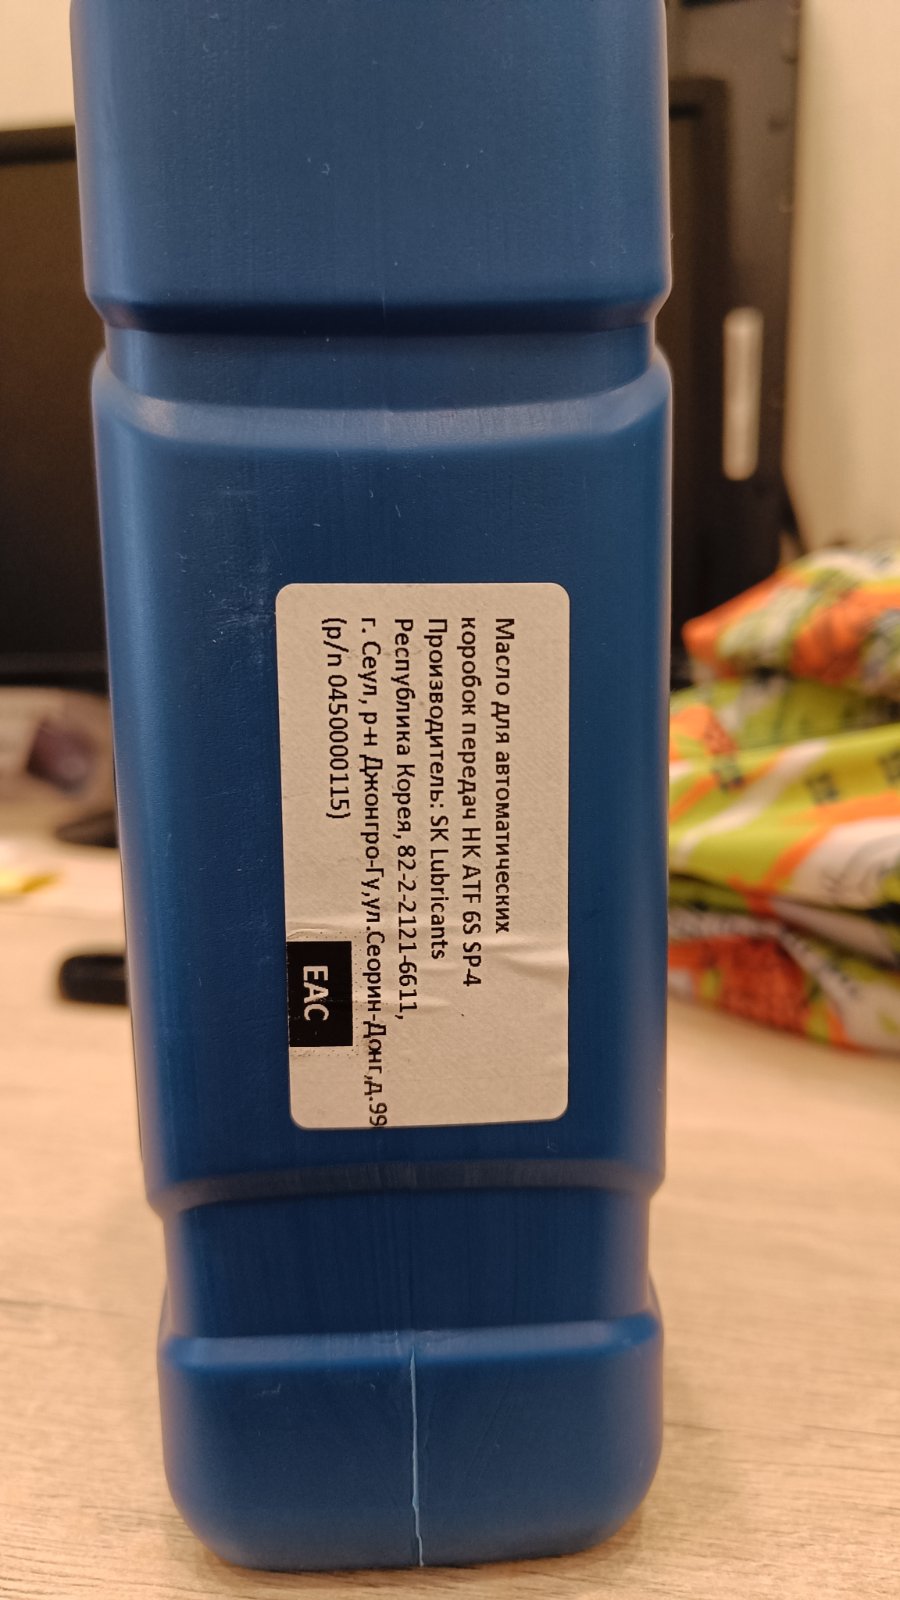 Масло для автоматических
коробок передач HK ATF 6S SP-4
Производитель: SK Lubricants
Республика Корея, 82-2-2121-6611,
г. Сеул, р-н Джонгро-Гу,ул.Сеорин-Донг,д.99
(p/n 0450000115)
EAC